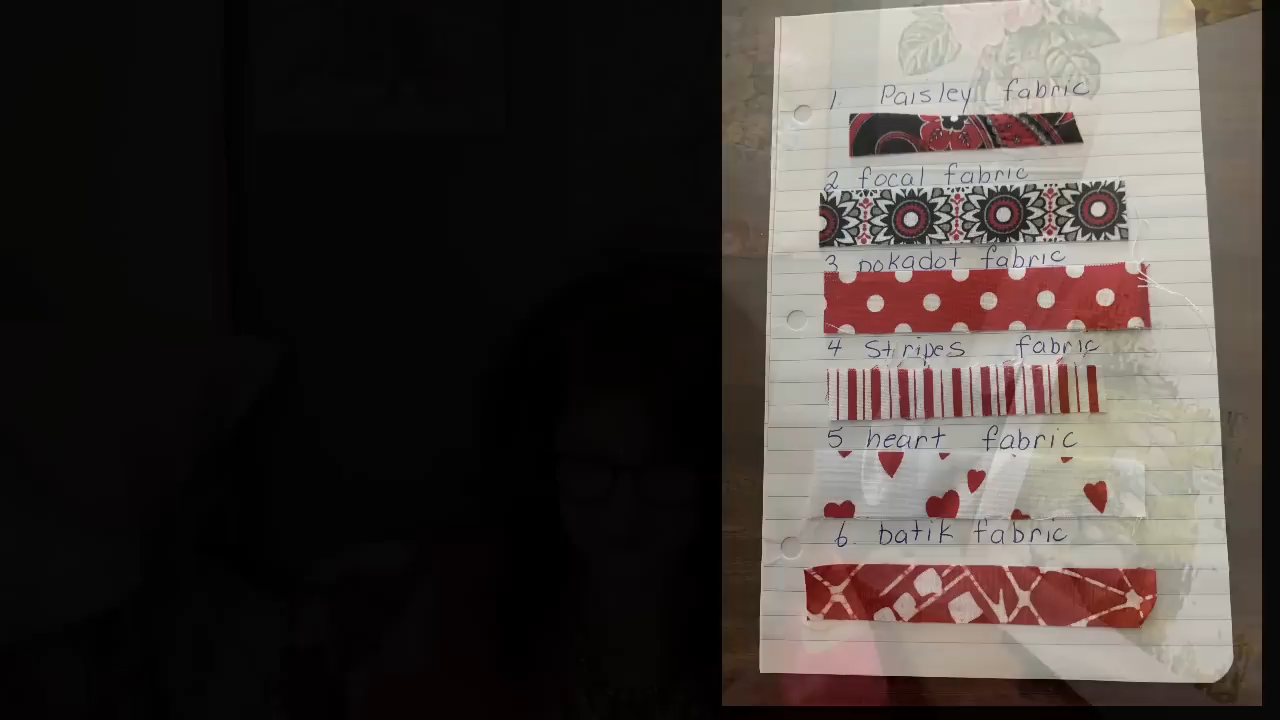 1. Paisley fabric
2 focal fabric
3 pokadot fabric
4 Stripes fabric
5 heart fabric
6. batik fabric